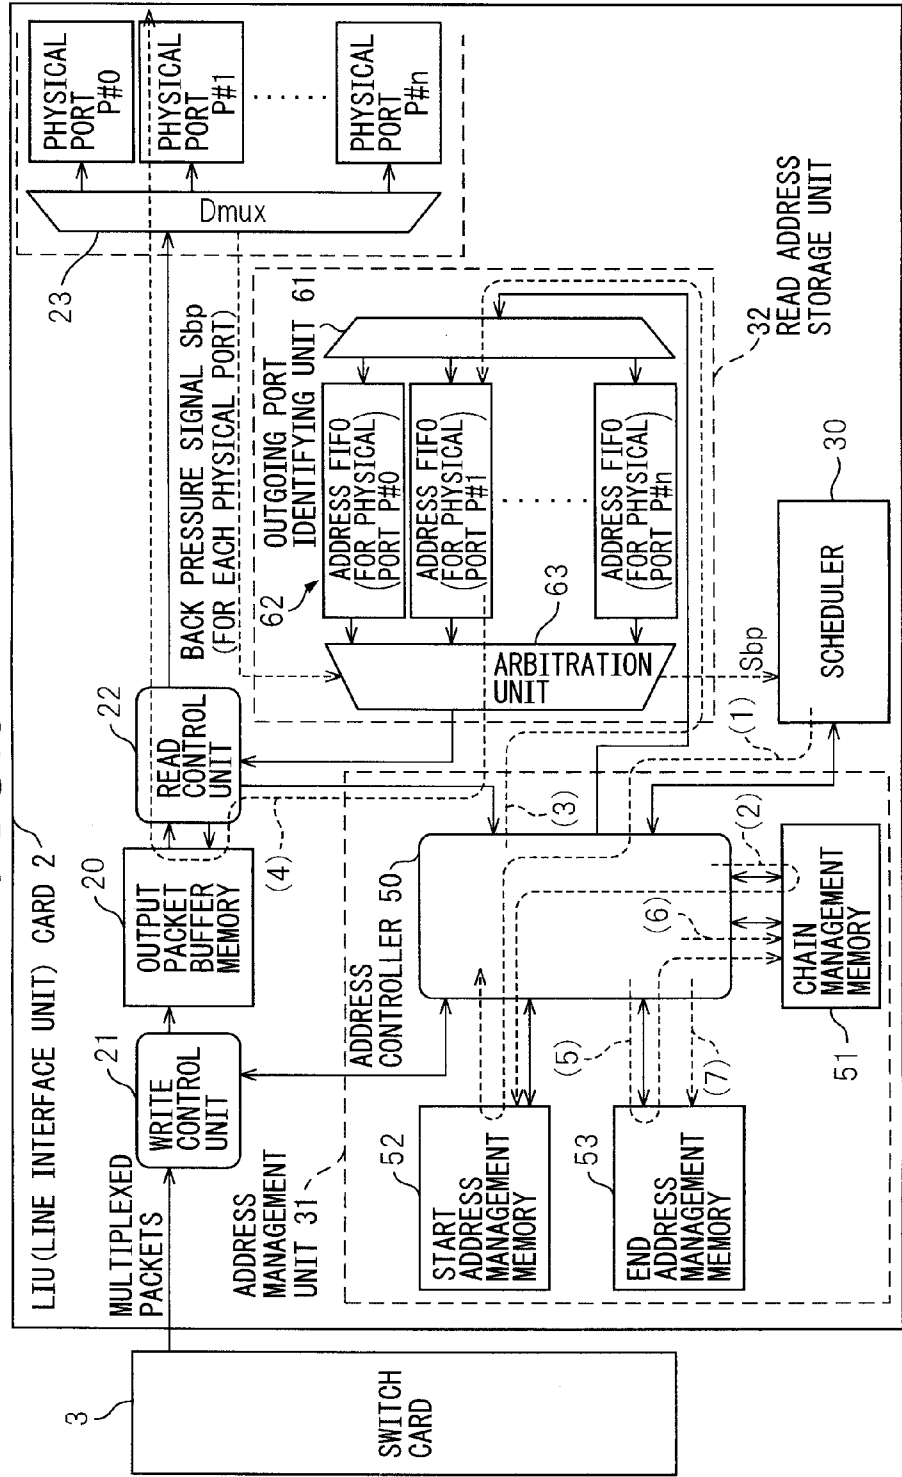 LIU(LINE INTERFACE UNIT) CARD 2
3
SWITCH
CARD
MULTIPLEXED
PACKETS
21
WRITE
CONTROL
UNIT
20
OUTPUT
PACKET
BUFFER
MEMORY
22
READ
CONTROL
UNIT
BACK PRESSURE SIGNAL Sbp
(FOR EACH PHYSICAL PORT)
23
Dmux
PHYSICAL
PORT
P#0
PHYSICAL
PORT
P#1
.......
PHYSICAL
PORT
P#n
ADDRESS
MANAGEMENT
UNIT 31
ADDRESS
CONTROLLER 50
52
START
ADDRESS
MANAGEMENT
MEMORY
53
END
ADDRESS
MANAGEMENT
MEMORY
51
CHAIN
MANAGEMENT
MEMORY
(1)
(2)
(3)
(4)
(5)
(6)
(7)
OUTGOING PORT
IDENTIFYING UNIT 61
62
ADDRESS FIFO
(FOR PHYSICAL
PORT P#0)
ADDRESS FIFO
(FOR PHYSICAL
PORT P#1)
.......
ADDRESS FIFO
(FOR PHYSICAL
PORT P#n)
63
ARBITRATION
UNIT
32
READ ADDRESS
STORAGE UNIT
Sbp
30
SCHEDULER